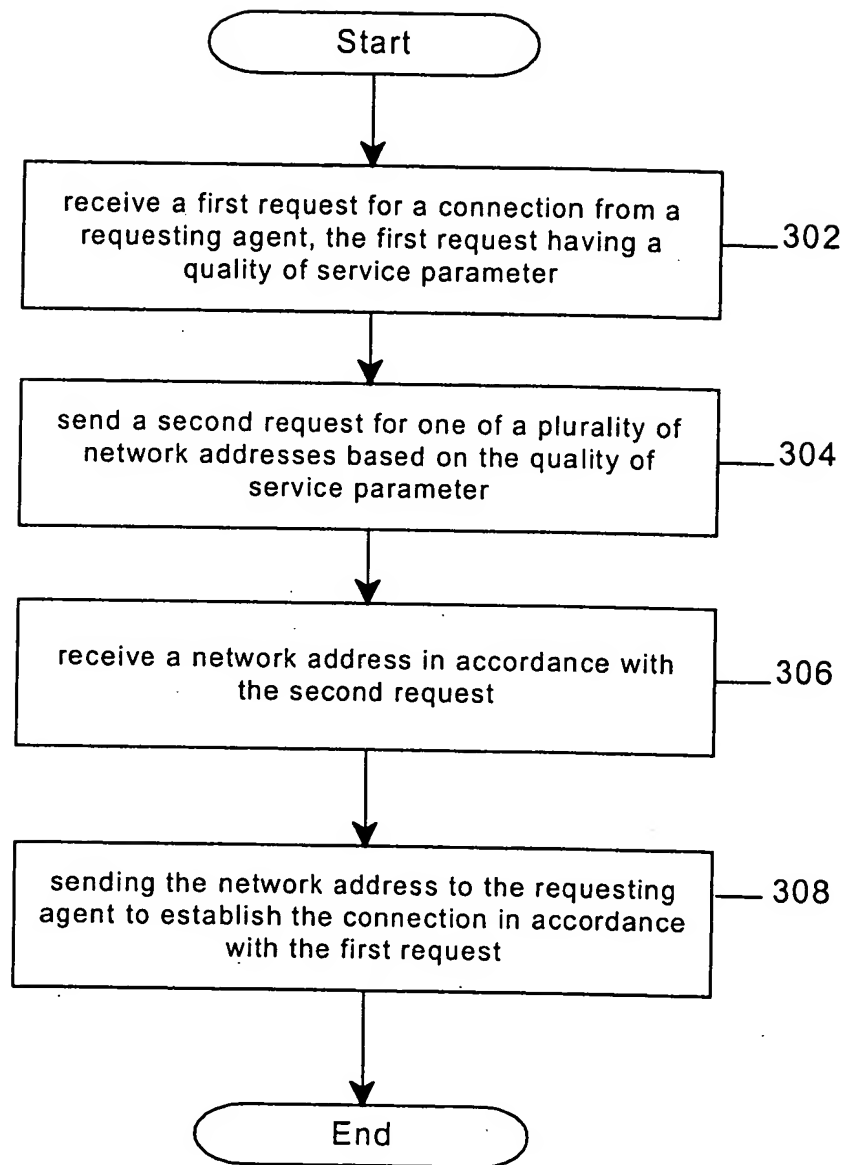 Start
receive a first request for a connection from a
requesting agent, the first request having a
quality of service parameter
302
send a second request for one of a plurality of
network addresses based on the quality of
service parameter
304
receive a network address in accordance with
the second request
306
sending the network address to the requesting
agent to establish the connection in accordance
with the first request
308
End